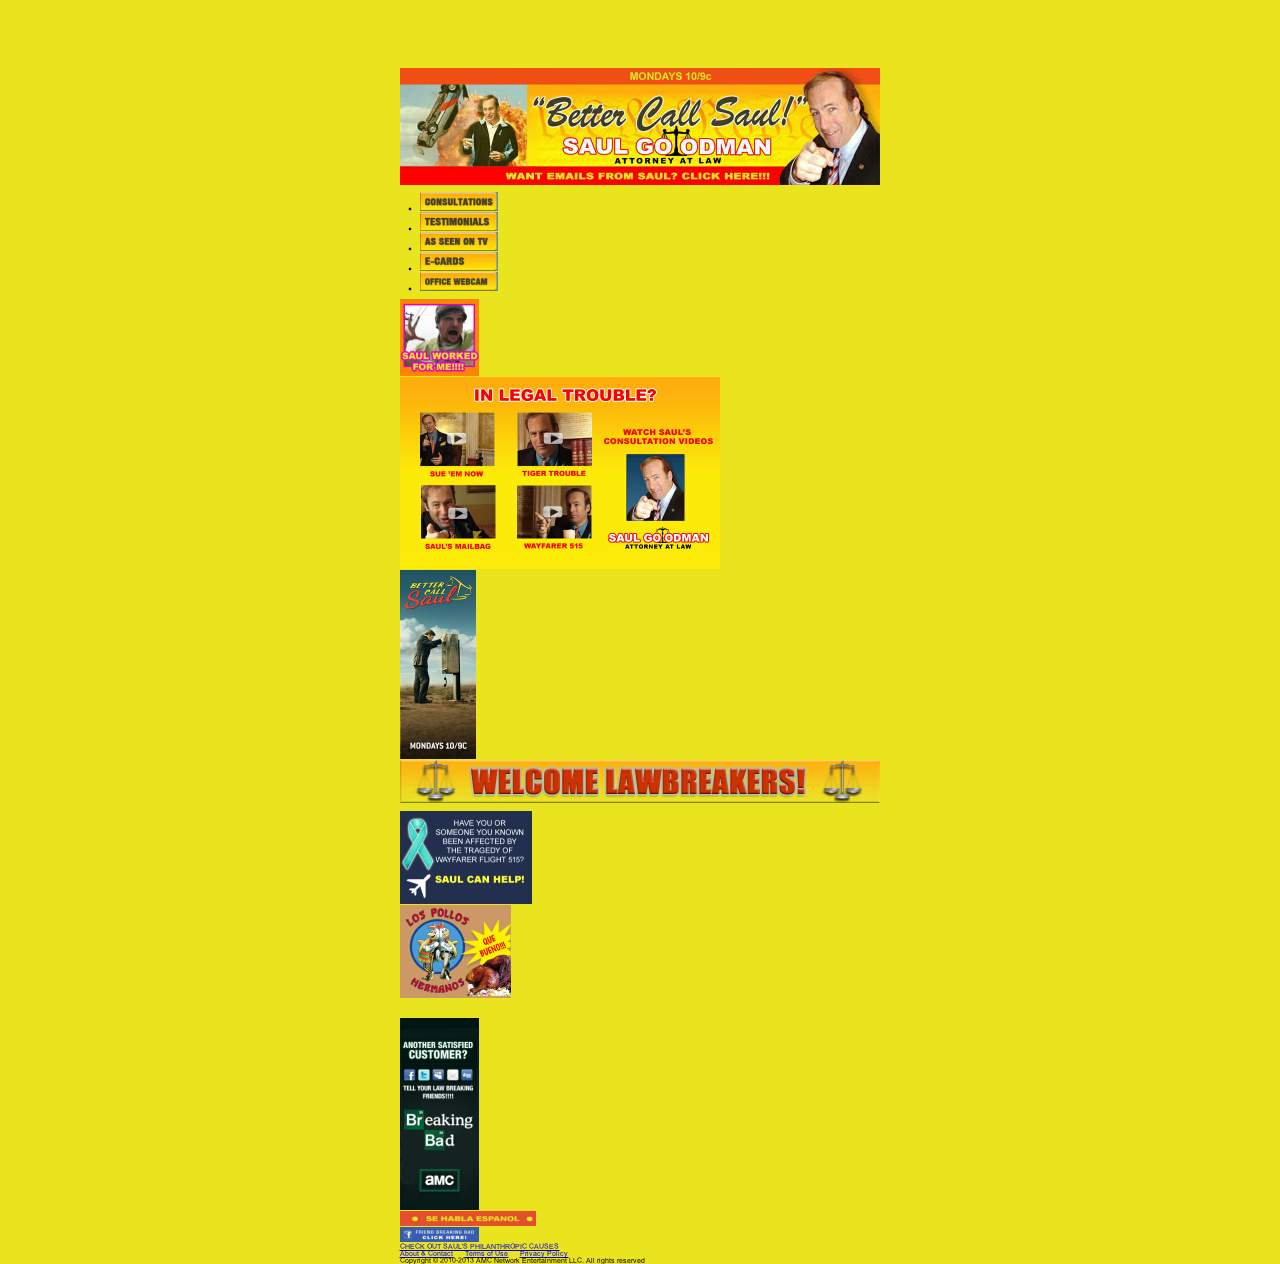 MONDAYS 10/9c
"Better Call Saul!"
SAUL GOODMAN
ATTORNEY AT LAW
WANT EMAILS FROM SAUL? CLICK HERE!!!
CONSULTATIONS
TESTIMONIALS
AS SEEN ON TV
E-CARDS
OFFICE WEBCAM
SAUL WORKED
FOR ME!!!!
IN LEGAL TROUBLE?
WATCH SAUL'S
CONSULTATION VIDEOS
SUE 'EM NOW
TIGER TROUBLE
SAUL'S MAILBAG
WAYFARER 515
SAUL GOODMAN
ATTORNEY AT LAW
BETTER
CALL
Saul
MONDAYS 10/9C
WELCOME LAWBREAKERS!
HAVE YOU OR
SOMEONE YOU KNOWN
BEEN AFFECTED BY
THE TRAGEDY OF
WAYFARER FLIGHT 515?
SAUL CAN HELP!
LOS POLLOS
HERMANOS
QUE
BUENO!!!
ANOTHER SATISFIED
CUSTOMER?
TELL YOUR LAW BREAKING
FRIENDS!!!!
Breaking
Bad
aMC
SE HABLA ESPANOL
FRIEND BREAKING BAD
CLICK HERE!
CHECK OUT SAUL'S PHILANTHROPIC CAUSES
About & Contact Terms of Use Privacy Policy
Copyright © 2010-2013 AMC Network Entertainment LLC. All rights reserved